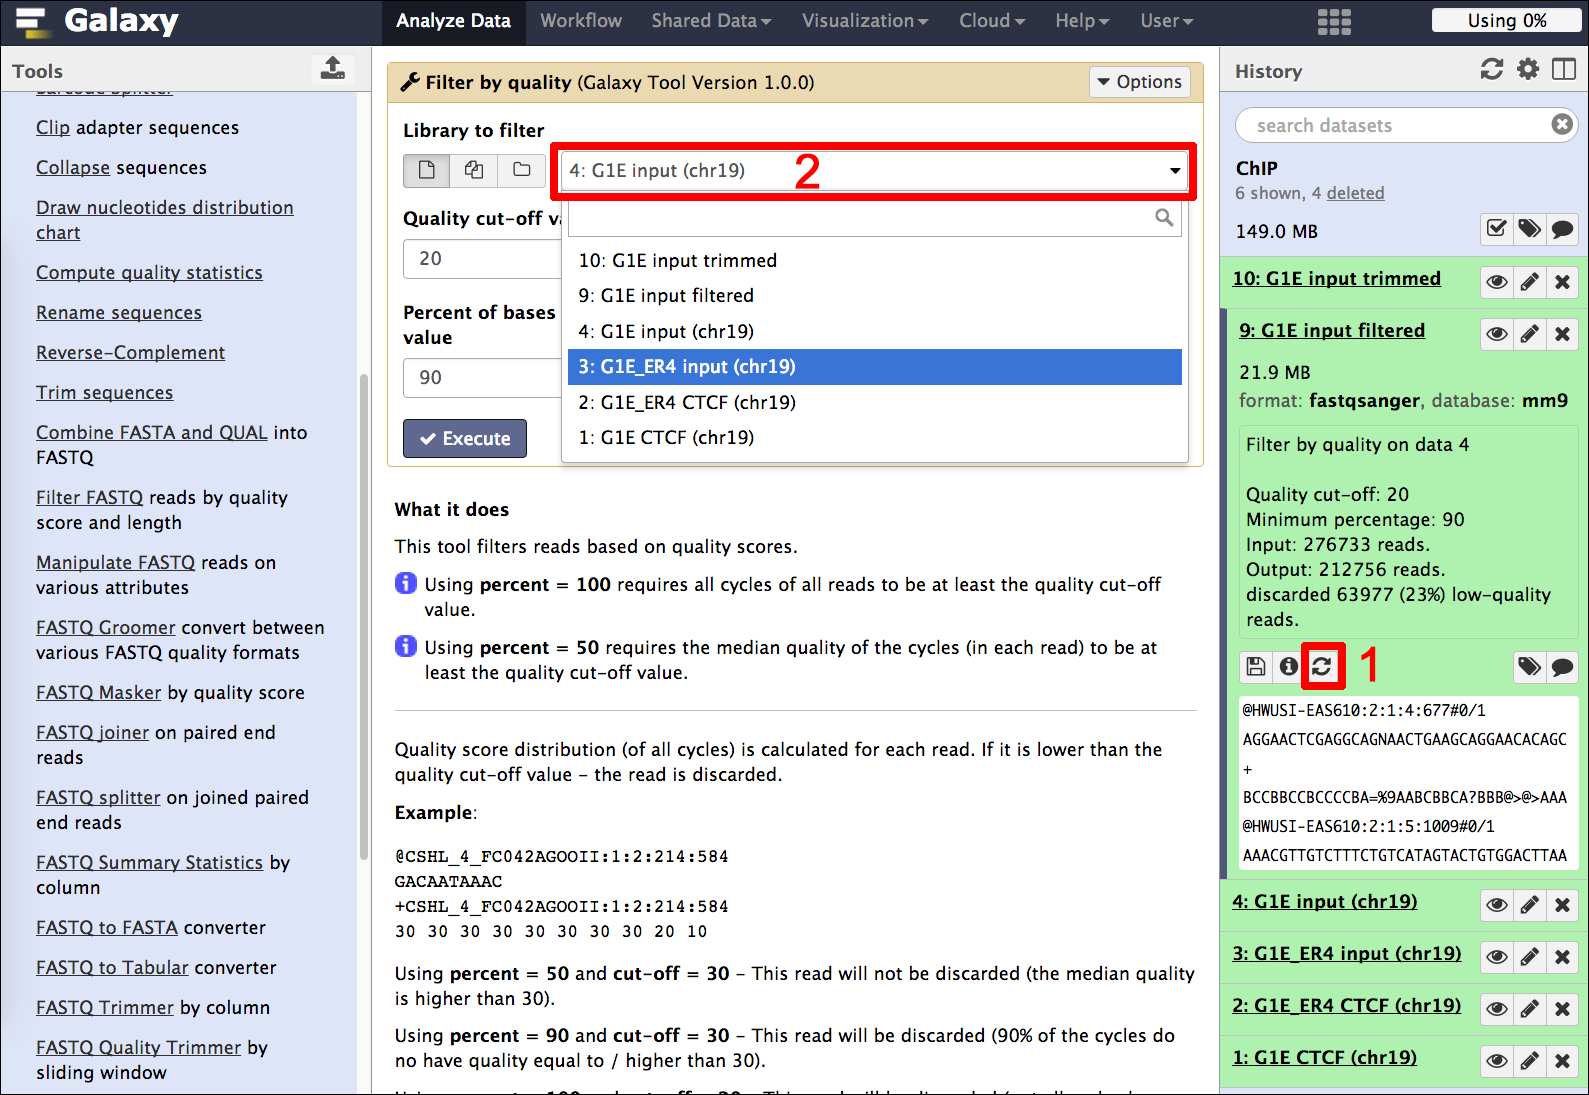 Galaxy
Analyze Data
Workflow
Shared Data
Visualization
Cloud
Help
User
Using 0%
Tools
Barcode Splitter
Clip adapter sequences
Collapse sequences
Draw nucleotides distribution
chart
Compute quality statistics
Rename sequences
Reverse-Complement
Trim sequences
Combine FASTA and QUAL into
FASTQ
Filter FASTQ reads by quality
score and length
Manipulate FASTQ reads on
various attributes
FASTQ Groomer convert between
various FASTQ quality formats
FASTQ Masker by quality score
FASTQ joiner on paired end
reads
FASTQ splitter on joined paired
end reads
FASTQ Summary Statistics by
column
FASTQ to FASTA converter
FASTQ to Tabular converter
FASTQ Trimmer by column
FASTQ Quality Trimmer by
sliding window
Filter by quality (Galaxy Tool Version 1.0.0)
Options
Library to filter
4: G1E input (chr19)
2
Quality cut-off v
20
Percent of bases
value
90
Execute
10: G1E input trimmed
9: G1E input filtered
4: G1E input (chr19)
3: G1E_ER4 input (chr19)
2: G1E_ER4 CTCF (chr19)
1: G1E CTCF (chr19)
What it does
This tool filters reads based on quality scores.
Using percent = 100 requires all cycles of all reads to be at least the quality cut-off
value.
Using percent = 50 requires the median quality of the cycles (in each read) to be at
least the quality cut-off value.
Quality score distribution (of all cycles) is calculated for each read. If it is lower than the
quality cut-off value - the read is discarded.
Example:
@CSHL_4_FC042AGOOII:1:2:214:584
GACAATAAAC
+CSHL_4_FC042AGOOII:1:2:214:584
30 30 30 30 30 30 30 30 20 10
Using percent = 50 and cut-off = 30 - This read will not be discarded (the median quality
is higher than 30).
Using percent = 90 and cut-off = 30 - This read will be discarded (90% of the cycles do
no have quality equal to / higher than 30).
History
search datasets
ChIP
6 shown, 4 deleted
149.0 MB
10: G1E input trimmed
9: G1E input filtered
21.9 MB
format: fastqsanger, database: mm9
Filter by quality on data 4
Quality cut-off: 20
Minimum percentage: 90
Input: 276733 reads.
Output: 212756 reads.
discarded 63977 (23%) low-quality
reads.
1
@HWUSI-EAS610:2:1:4:677#0/1
AGGAACTCGAGGCAGNAACTGAAGCAGGAACACAGC
+
BCCBBCCBCCCCBA=%9AABCBBCA?BBB@>@>AAA
@HWUSI-EAS610:2:1:5:1009#0/1
AAACGTTGTCTTTCTGTCATAGTACTGTGGACTTAA
4: G1E input (chr19)
3: G1E_ER4 input (chr19)
2: G1E_ER4 CTCF (chr19)
1: G1E CTCF (chr19)